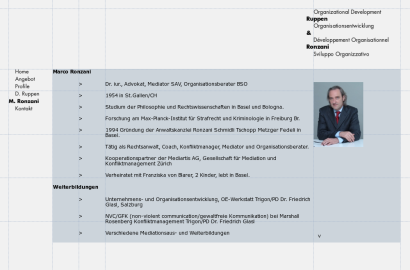 Organizational Development
Ruppen
Organisationsentwicklung
&
Développement Organisationnel
Ronzani
Sviluppo Organizzativo
Home
Angebot
Profile
D. Ruppen
M. Ronzani
Kontakt
Marco Ronzani
> Dr. iur., Advokat, Mediator SAV, Organisationsberater BSO
> 1954 in St.Gallen/CH
> Studium der Philosophie und Rechtswissenschaften in Basel und Bologna.
> Forschung am Max-Planck-Institut für Strafrecht und Kriminologie in Freiburg Br.
> 1994 Gründung der Anwaltskanzlei Ronzani Schmidli Tschopp Metzger Fedeli in
Basel.
> Tätig als Rechtsanwalt, Coach, Konfliktmanager, Mediator und Organisationsberater.
> Kooperationspartner der Mediartis AG, Gesellschaft für Mediation und
Konfliktmanagement Zürich
> Verheiratet mit Franziska von Blarer, 2 Kinder, lebt in Basel.
Weiterbildungen
> Unternehmens- und Organisationsentwicklung, OE-Werkstatt Trigon/PD Dr. Friedrich
Glasl, Salzburg
> NVC/GFK (non-violent communication/gewaltfreie Kommunikation) bei Marshall
Rosenberg Konfliktmanagement Trigon/PD Dr. Friedrich Glasl
> Verschiedene Mediationsaus- und Weiterbildungen
v